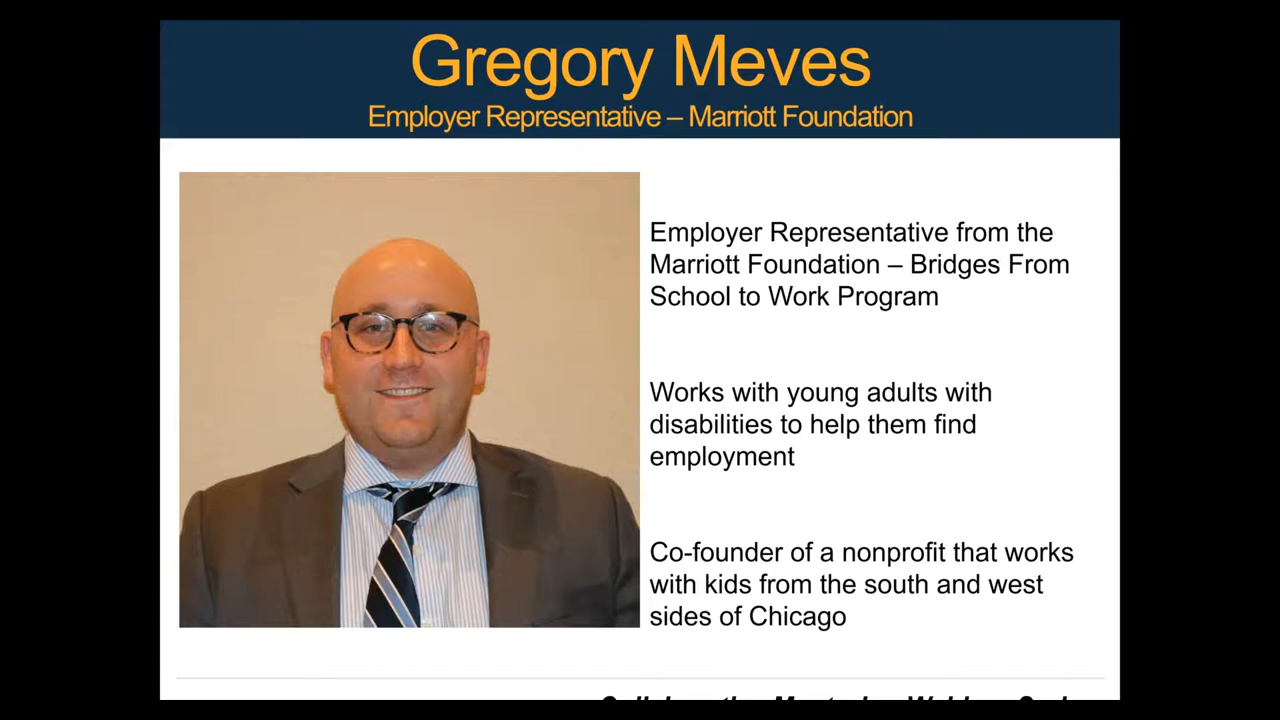 Gregory Meves
Employer Representative – Marriott Foundation
Employer Representative from the
Marriott Foundation – Bridges From
School to Work Program
Works with young adults with
disabilities to help them find
employment
Co-founder of a nonprofit that works
with kids from the south and west
sides of Chicago